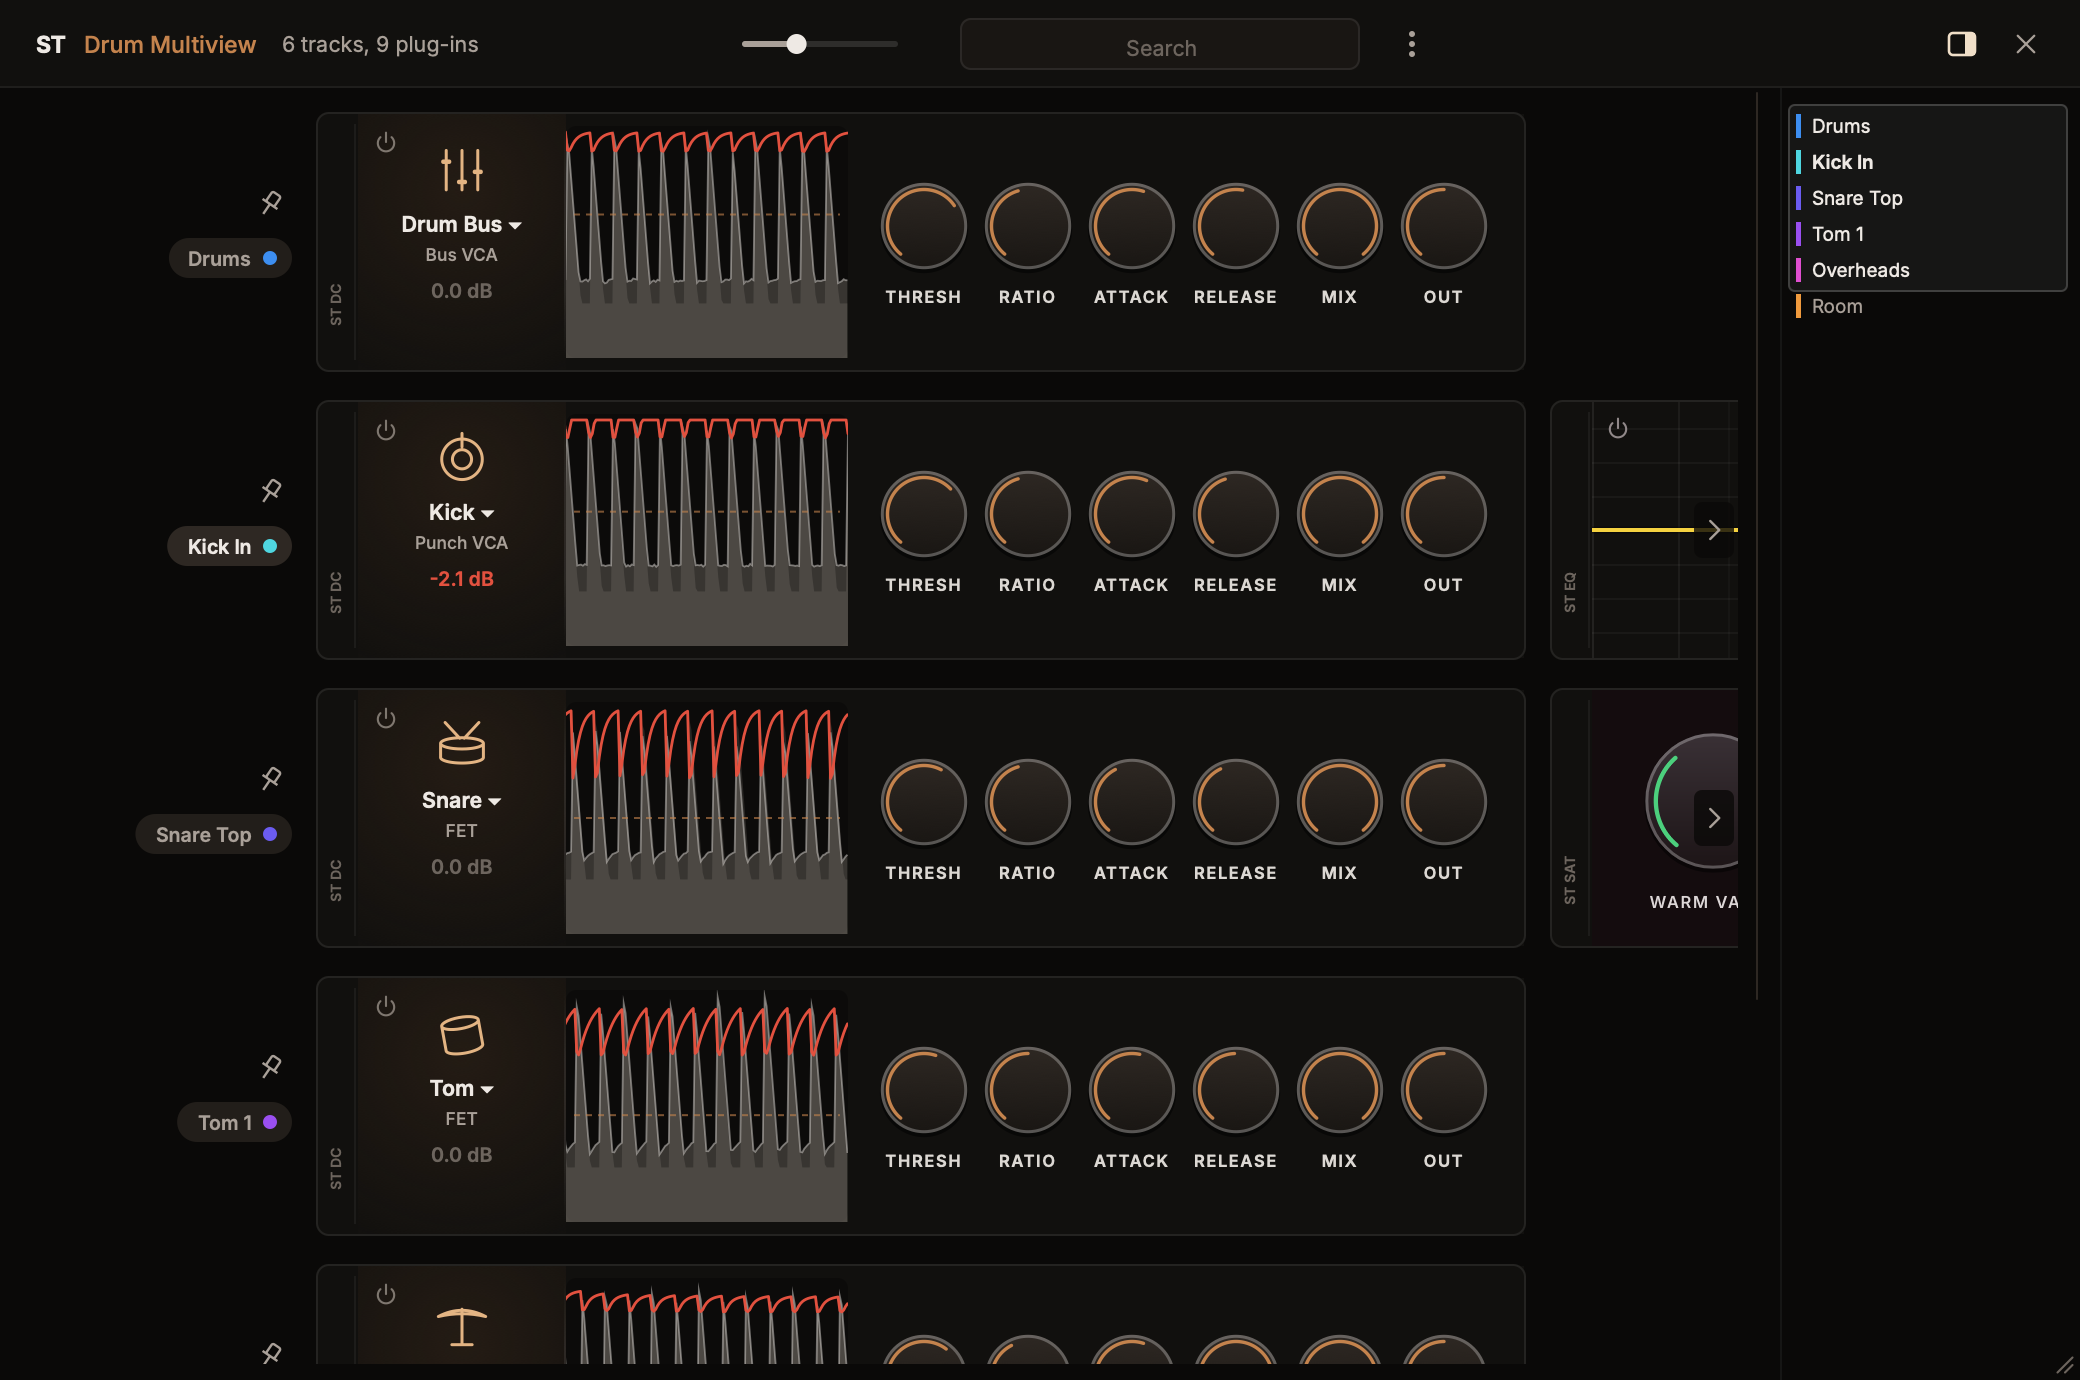 ST Drum Multiview 6 tracks, 9 plug-ins Search
Drums
Kick In
Snare Top
Tom 1
Overheads
Room
Drums
ST DC
Drum Bus
Bus VCA
0.0 dB
THRESH RATIO ATTACK RELEASE MIX OUT
Kick In
ST DC
Kick
Punch VCA
-2.1 dB
THRESH RATIO ATTACK RELEASE MIX OUT
ST EQ
Snare Top
ST DC
Snare
FET
0.0 dB
THRESH RATIO ATTACK RELEASE MIX OUT
ST SAT
WARM VA
Tom 1
ST DC
Tom
FET
0.0 dB
THRESH RATIO ATTACK RELEASE MIX OUT